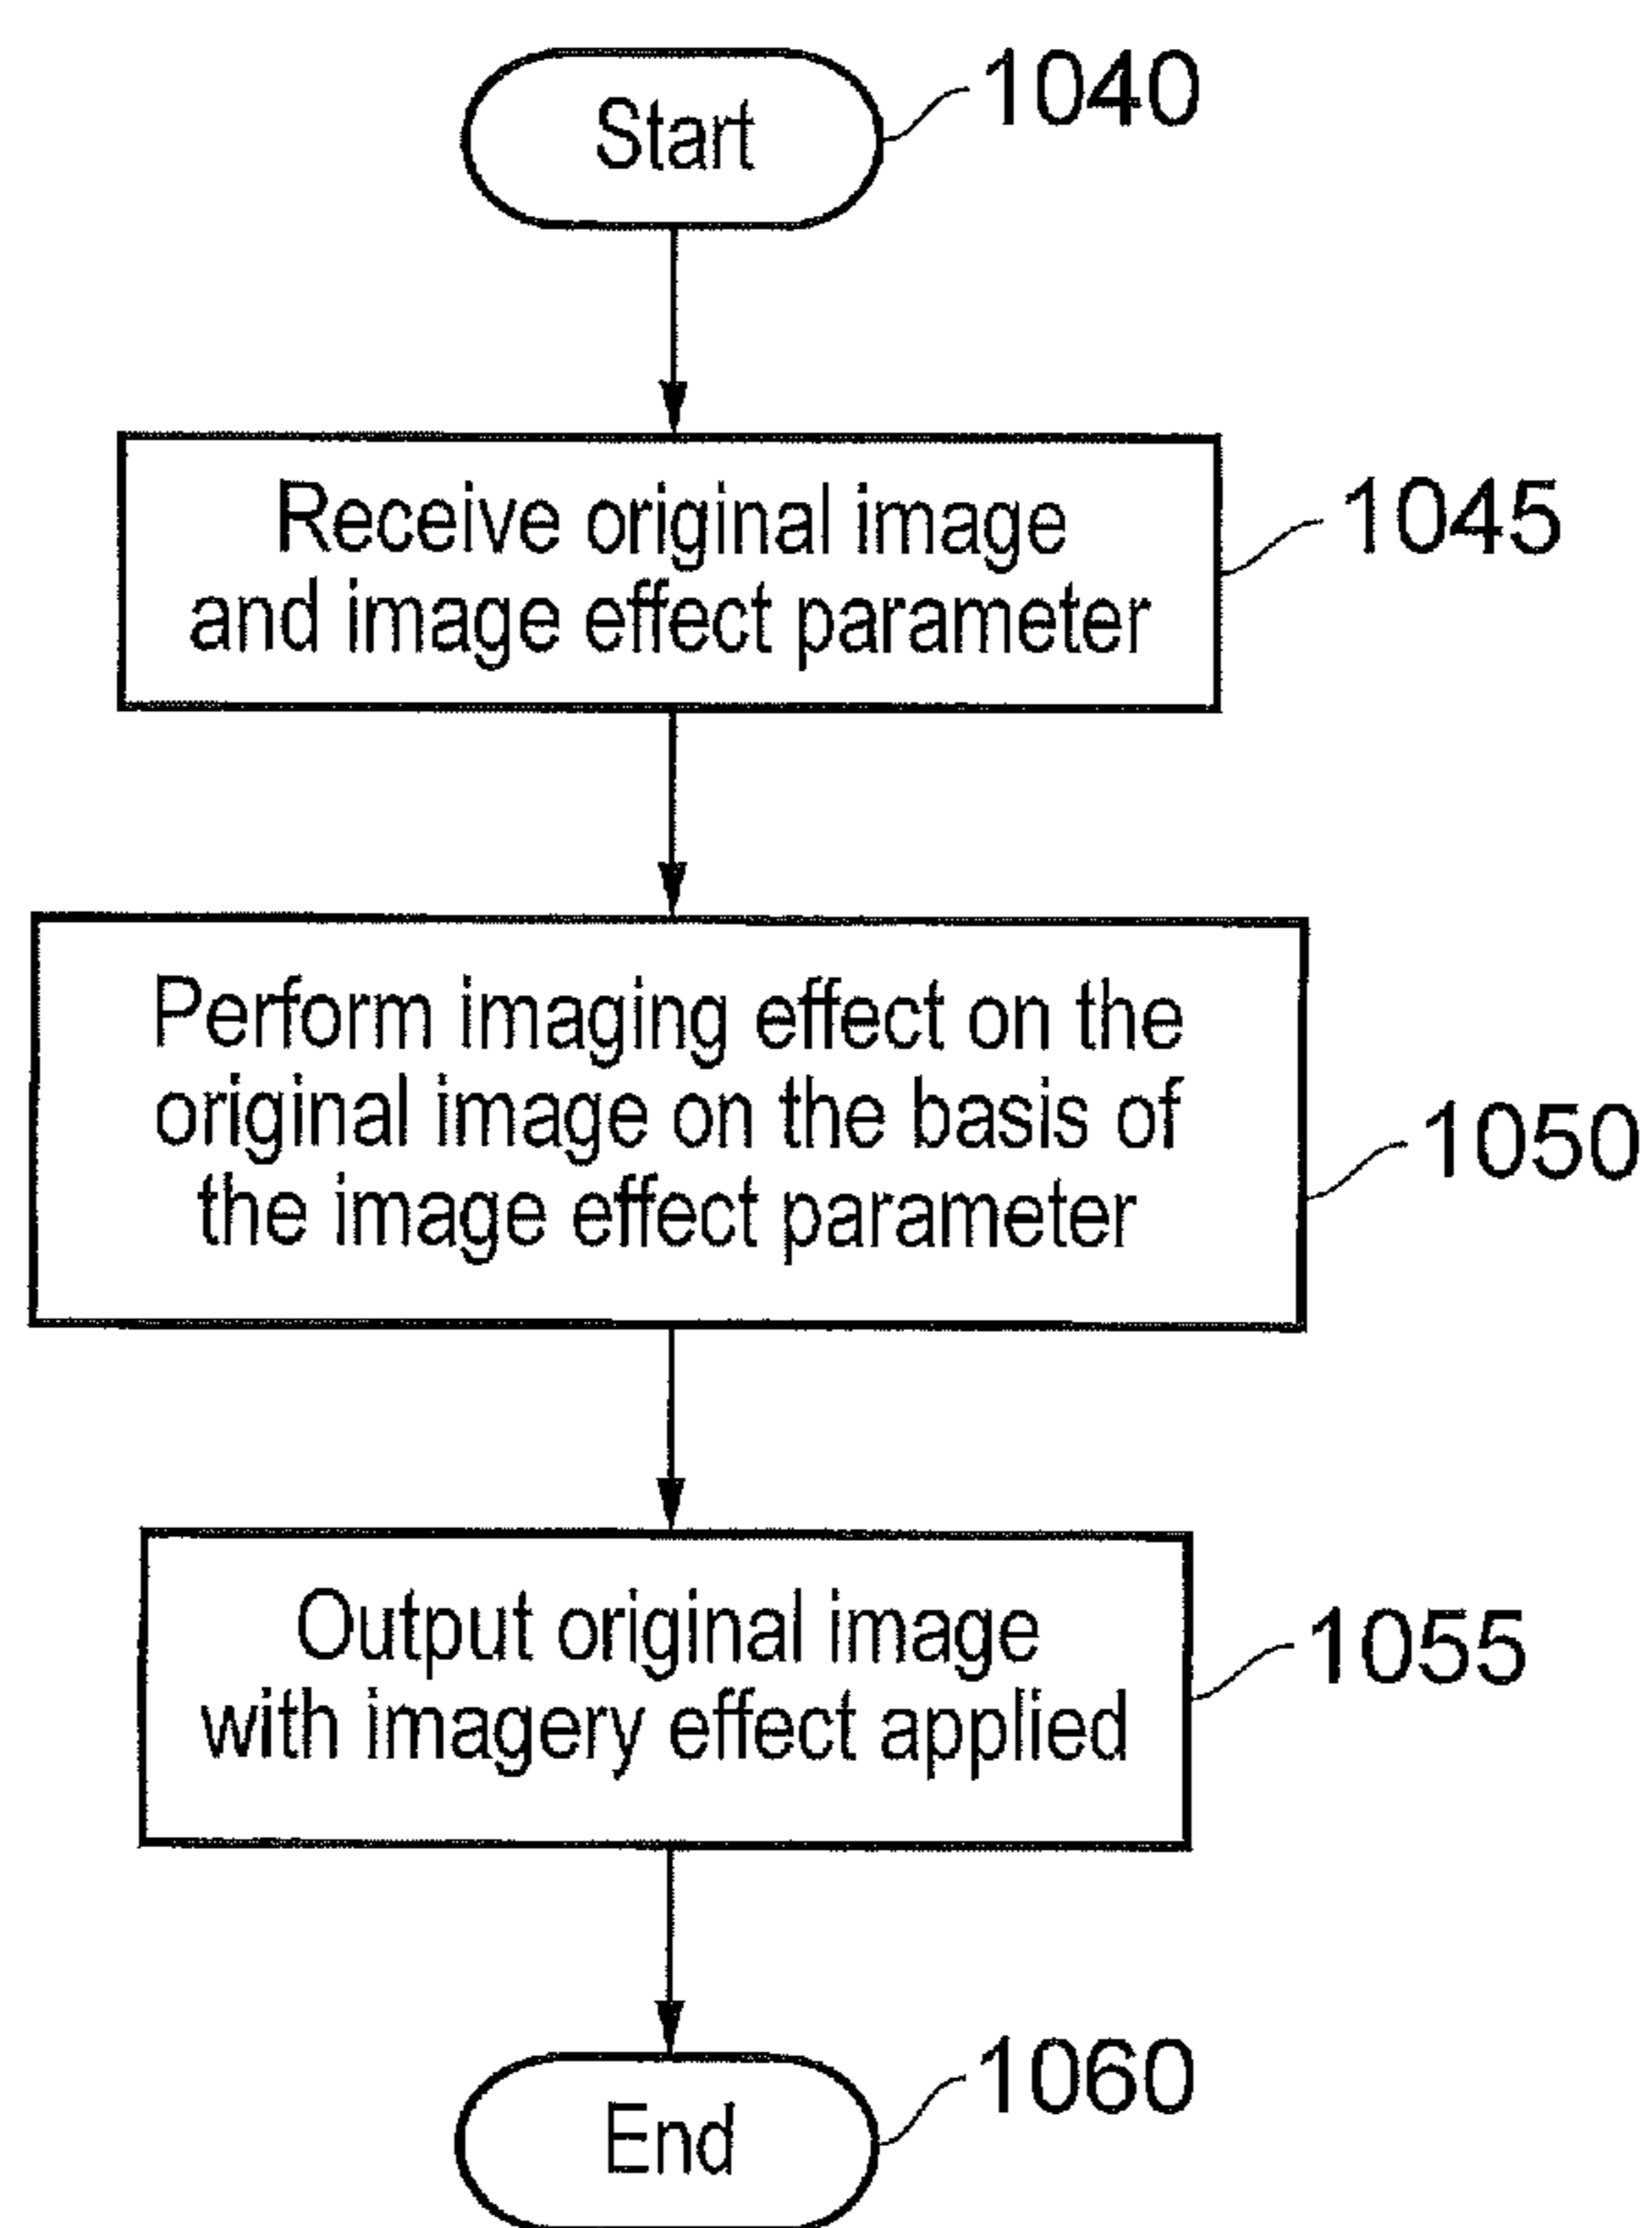 Start
1040
Receive original image
and image effect parameter
1045
Perform imaging effect on the
original image on the basis of
the image effect parameter
1050
Output original image
with imagery effect applied
1055
End
1060